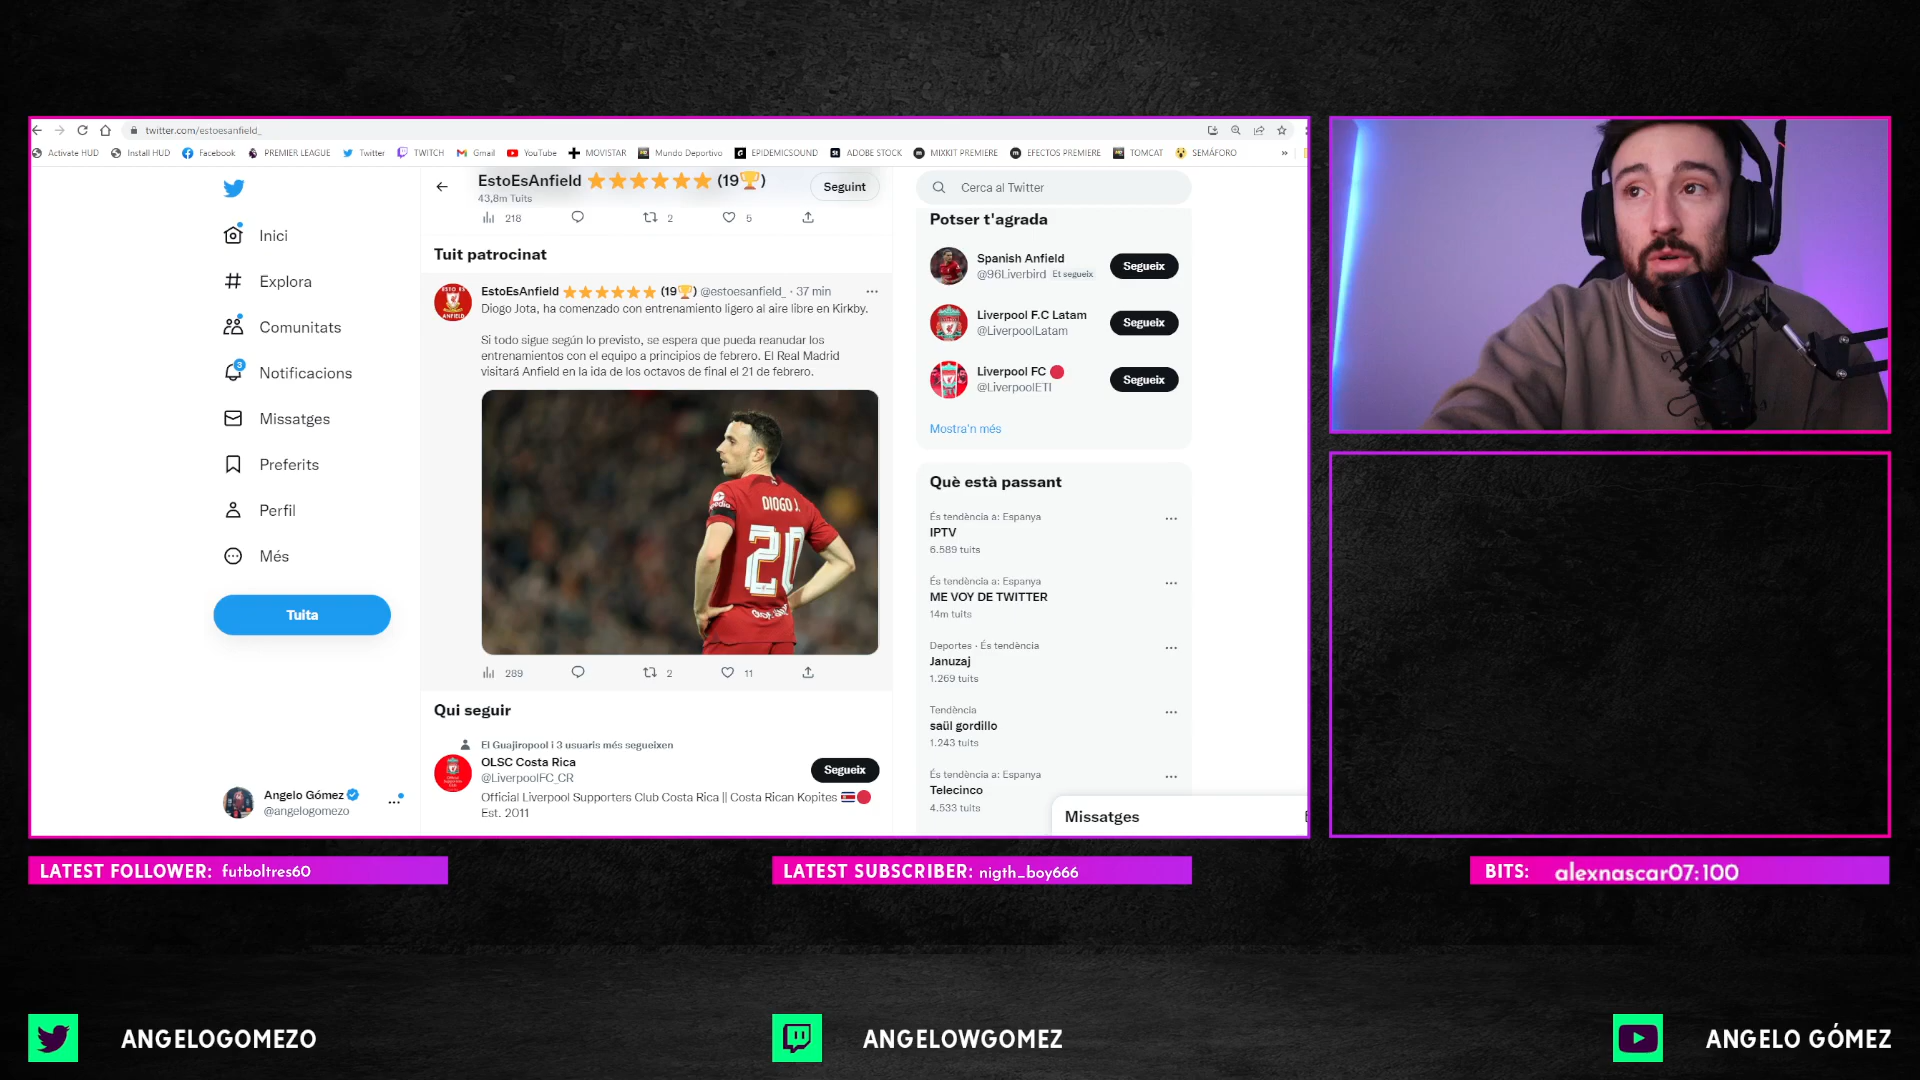 twitter.com/estoesanfield_
Activate HUD Install HUD Facebook PREMIER LEAGUE Twitter TWITCH Gmail YouTube MOVISTAR Mundo Deportivo EPIDEMICSOUND ADOBE STOCK MIXKIT PREMIERE EFECTOS PREMIERE TOMCAT SEMÁFORO »
EstoEsAnfield ⭐⭐⭐⭐⭐⭐ (19🏆)
43,8m Tuits
Seguint
218 2 5
Inici
Explora
Comunitats
3
Notificacions
Missatges
Preferits
Perfil
Més
Tuita
Angelo Gómez
@angelogomezo
Tuit patrocinat
EstoEsAnfield ⭐⭐⭐⭐⭐⭐ (19🏆) @estoesanfield_ · 37 min
Diogo Jota, ha comenzado con entrenamiento ligero al aire libre en Kirkby.
Si todo sigue según lo previsto, se espera que pueda reanudar los
entrenamientos con el equipo a principios de febrero. El Real Madrid
visitará Anfield en la ida de los octavos de final el 21 de febrero.
ESTO ES
ANFIELD
DIOGO J.
20
289 2 11
Qui seguir
El Guajiropool i 3 usuaris més segueixen
OLSC Costa Rica
@LiverpoolFC_CR
Segueix
Official Liverpool Supporters Club Costa Rica || Costa Rican Kopites 🇨🇷🔴
Est. 2011
Cerca al Twitter
Potser t'agrada
Spanish Anfield
@96Liverbird Et segueix
Segueix
Liverpool F.C Latam
@LiverpoolLatam
Segueix
Liverpool FC 🔴
@LiverpoolETI
Segueix
Mostra'n més
Què està passant
És tendència a: Espanya
IPTV
6.589 tuits
És tendència a: Espanya
ME VOY DE TWITTER
14m tuits
Deportes · És tendència
Januzaj
1.269 tuits
Tendència
saül gordillo
1.243 tuits
És tendència a: Espanya
Telecinco
4.533 tuits
Missatges
LATEST FOLLOWER: futboltres60
LATEST SUBSCRIBER: nigth_boy666
BITS: alexnascar07:100
ANGELOGOMEZO
ANGELOWGOMEZ
ANGELO GÓMEZ